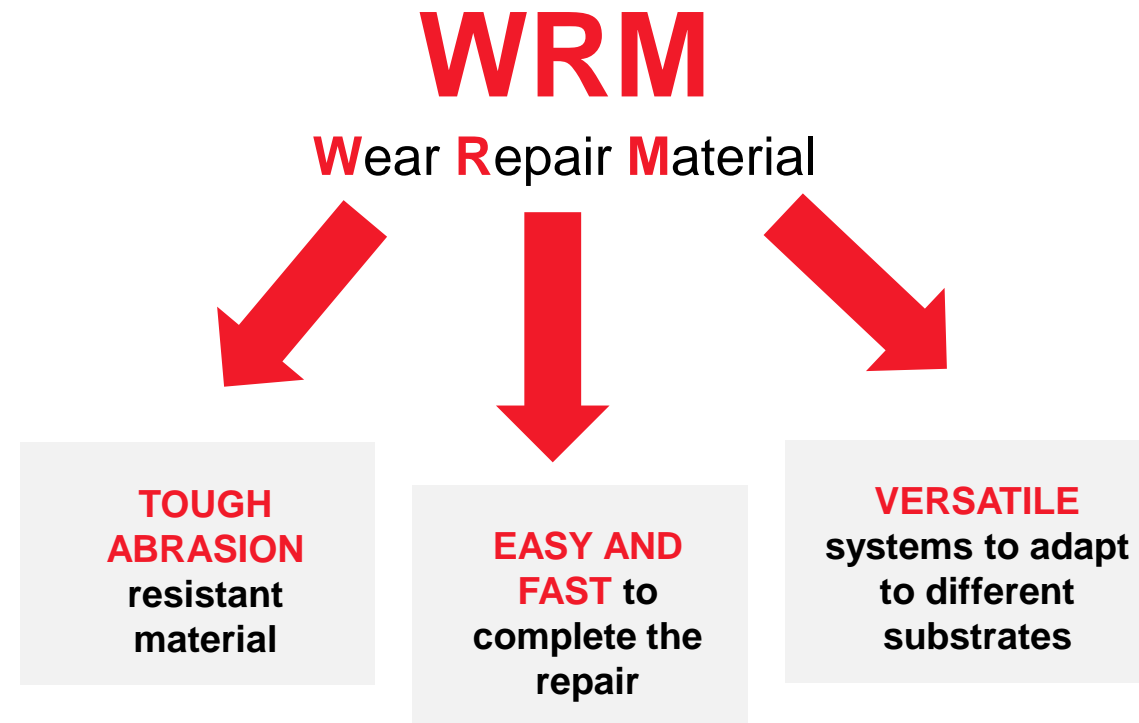 WRM
Wear Repair Material
TOUGH
ABRASION
resistant
material
EASY AND
FAST to
complete the
repair
VERSATILE
systems to adapt
to different
substrates